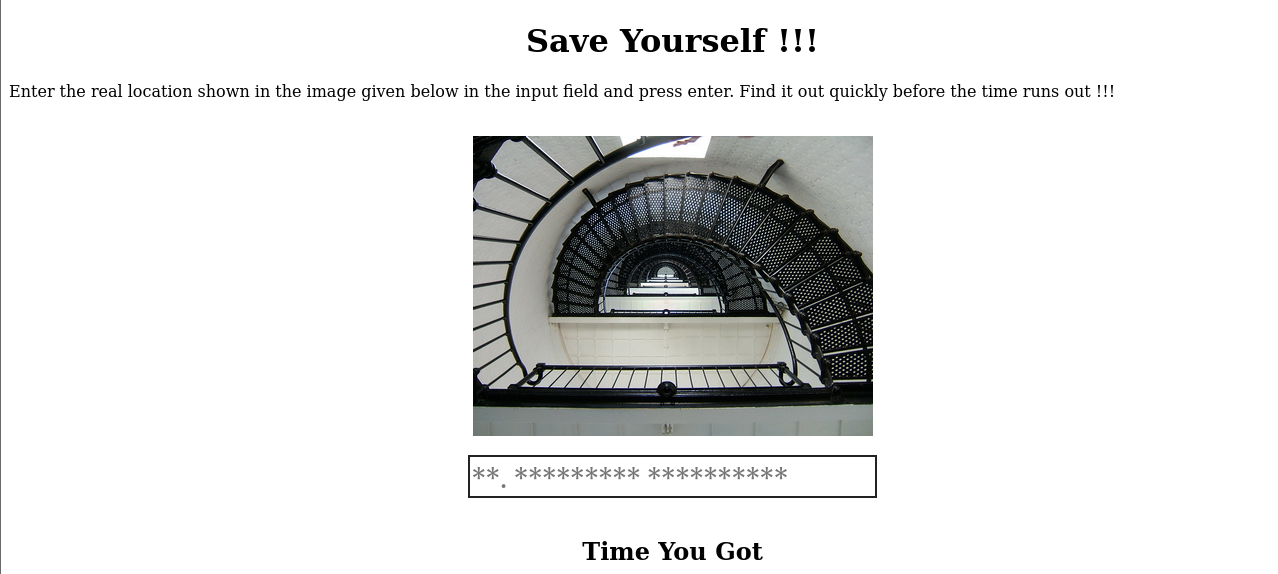 Save Yourself !!!
Enter the real location shown in the image given below in the input field and press enter. Find it out quickly before the time runs out !!!
**. ********* **********
Time You Got